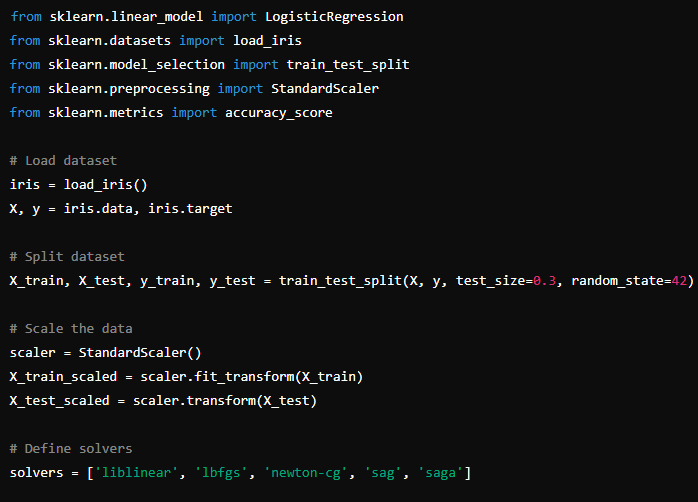 from sklearn.linear_model import LogisticRegression
from sklearn.datasets import load_iris
from sklearn.model_selection import train_test_split
from sklearn.preprocessing import StandardScaler
from sklearn.metrics import accuracy_score
# Load dataset
iris = load_iris()
X, y = iris.data, iris.target
# Split dataset
X_train, X_test, y_train, y_test = train_test_split(X, y, test_size=0.3, random_state=42)
# Scale the data
scaler = StandardScaler()
X_train_scaled = scaler.fit_transform(X_train)
X_test_scaled = scaler.transform(X_test)
# Define solvers
solvers = ['liblinear', 'lbfgs', 'newton-cg', 'sag', 'saga']